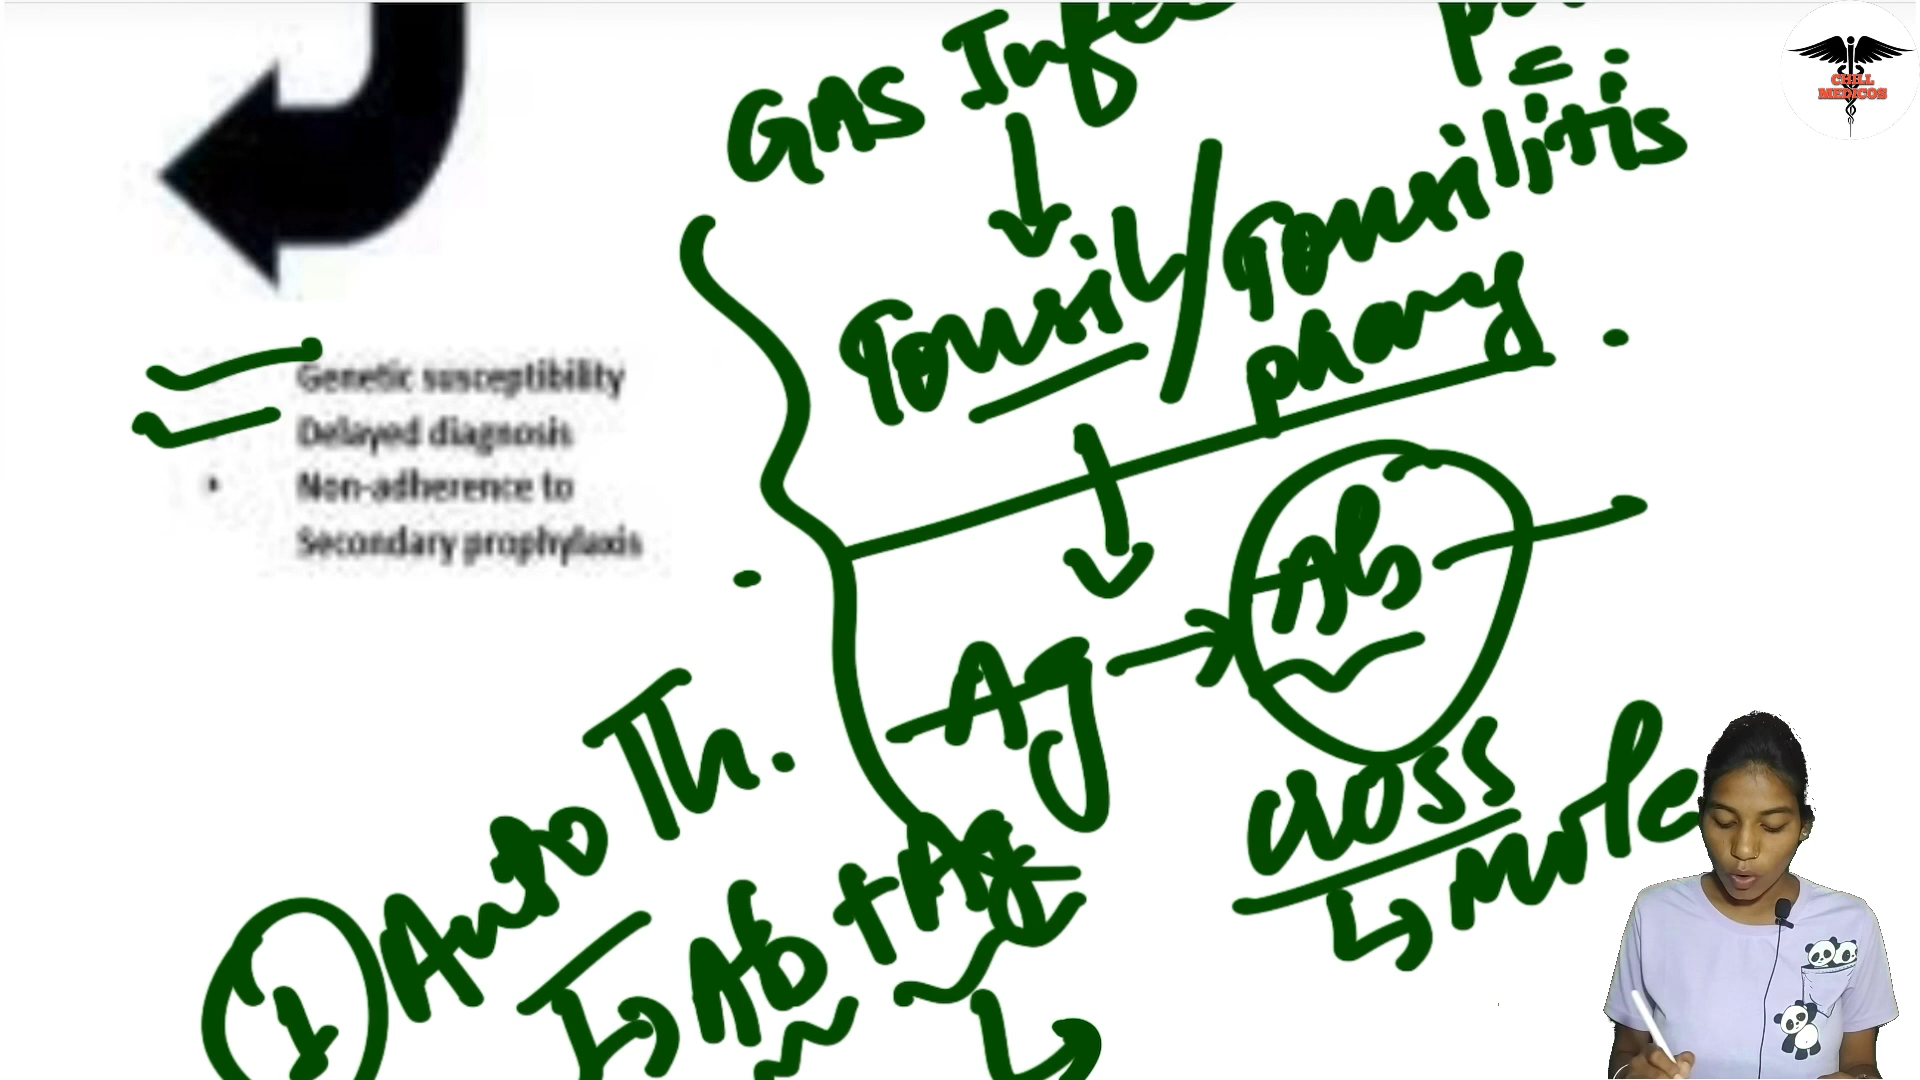 CHILL
MEDICOS
GAS Infec
Tonsil/Tonsilitis
phary
Genetic susceptibility
Delayed diagnosis
• Non-adherence to
Secondary prophylaxis
Ag → Ab
cross
↳ Mole
① Auto Th.
↳ Ab + Ag